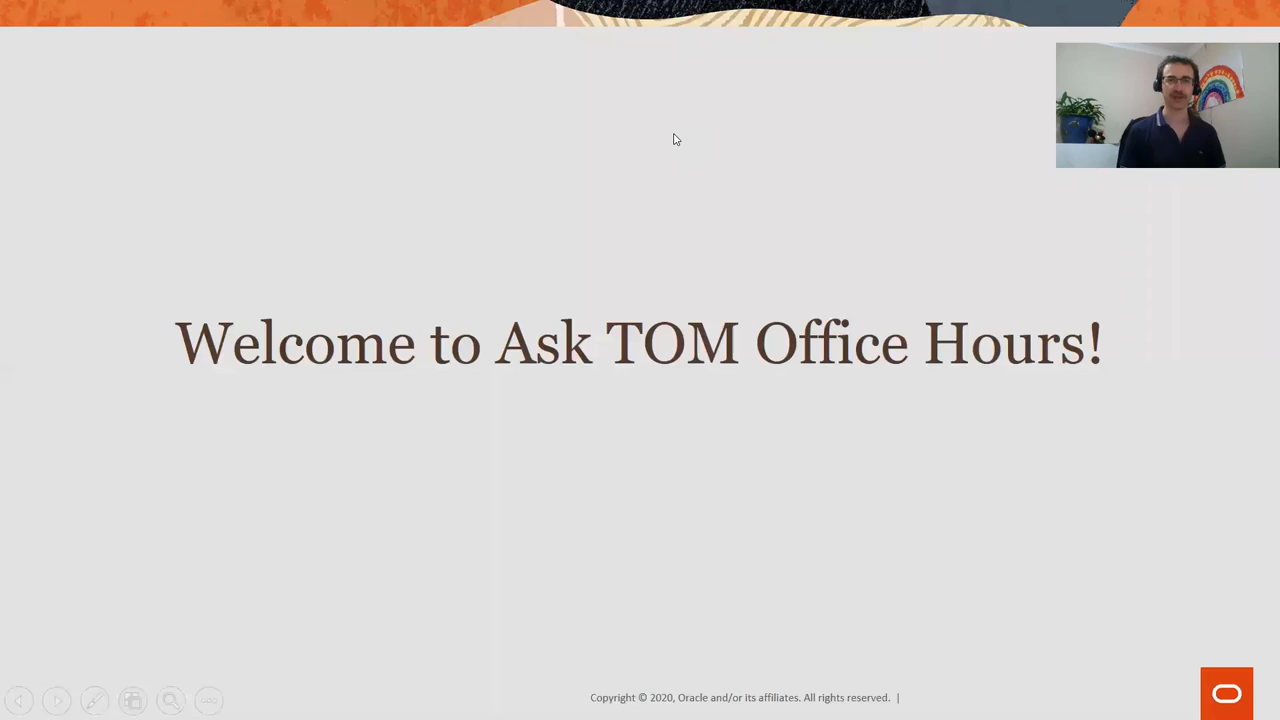 Welcome to Ask TOM Office Hours!
Copyright © 2020, Oracle and/or its affiliates. All rights reserved. |